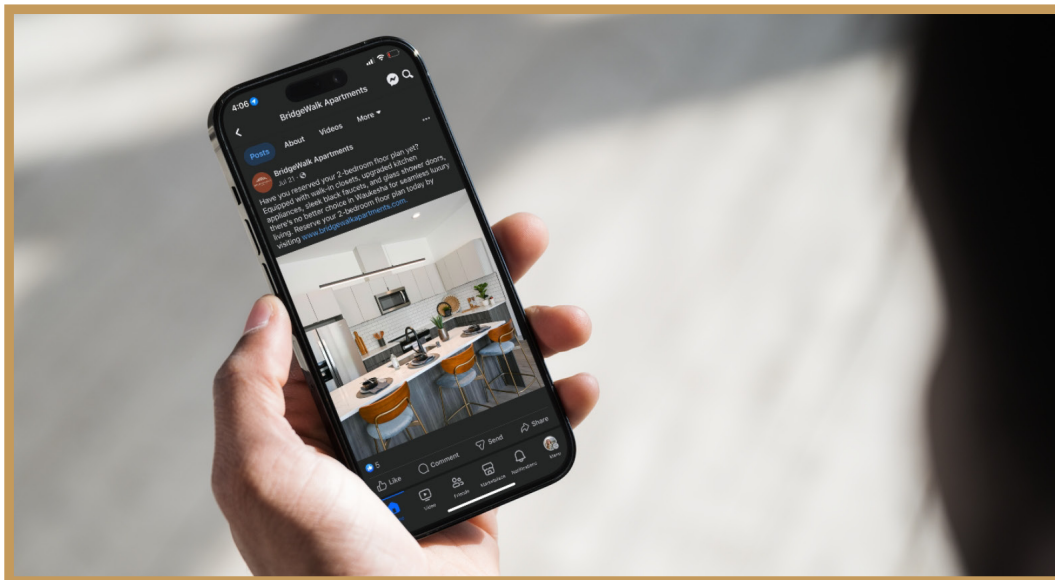 4:06
BridgeWalk Apartments
Posts About Videos More
BridgeWalk Apartments
Jul 21 ·
Have you reserved your 2-bedroom floor plan yet?
Equipped with walk-in closets, upgraded kitchen
appliances, sleek black faucets, and glass shower doors,
there's no better choice in Waukesha for seamless luxury
living. Reserve your 2-bedroom floor plan today by
visiting www.bridgewalkapartments.com.
5
Like Comment Send Share
Video Friends Marketplace Notifications Menu